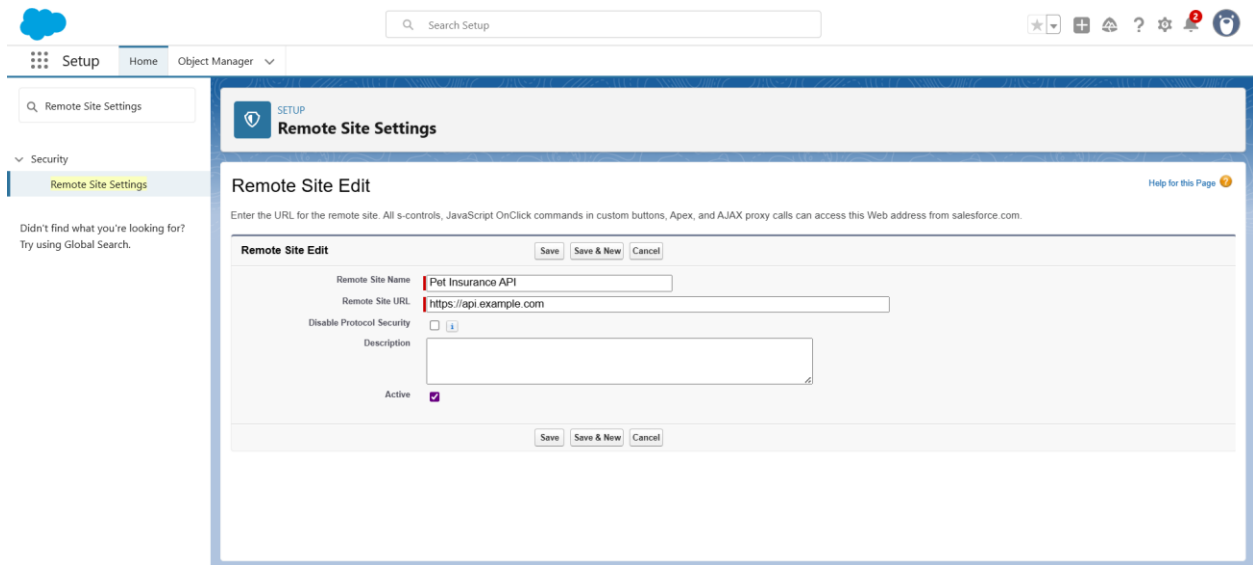 Search Setup
2
Setup Home Object Manager
Remote Site Settings
SETUP
Remote Site Settings
Security
Remote Site Settings
Didn't find what you're looking for?
Try using Global Search.
Remote Site Edit
Help for this Page ?
Enter the URL for the remote site. All s-controls, JavaScript OnClick commands in custom buttons, Apex, and AJAX proxy calls can access this Web address from salesforce.com.
Remote Site Edit Save Save & New Cancel
Remote Site Name Pet Insurance API
Remote Site URL https://api.example.com
Disable Protocol Security i
Description
Active
Save Save & New Cancel